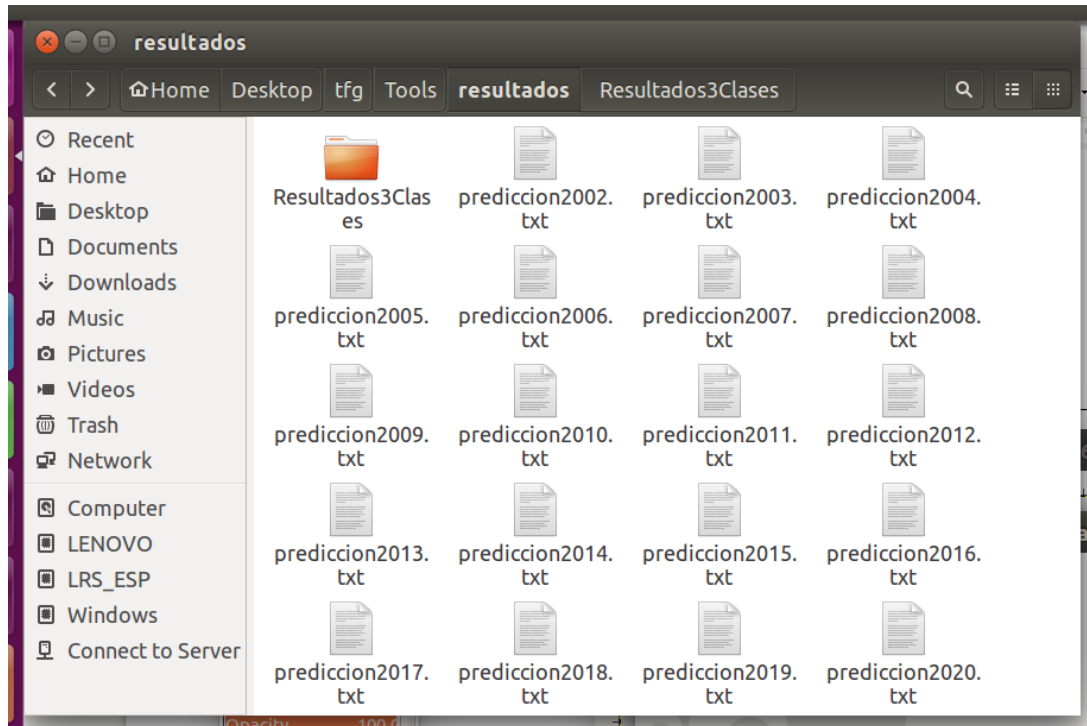 resultados
Home Desktop tfg Tools resultados Resultados3Clases
Recent
Home
Desktop
Documents
Downloads
Music
Pictures
Videos
Trash
Network
Computer
LENOVO
LRS_ESP
Windows
Connect to Server
Resultados3Clas
es
prediccion2002.
txt
prediccion2003.
txt
prediccion2004.
txt
prediccion2005.
txt
prediccion2006.
txt
prediccion2007.
txt
prediccion2008.
txt
prediccion2009.
txt
prediccion2010.
txt
prediccion2011.
txt
prediccion2012.
txt
prediccion2013.
txt
prediccion2014.
txt
prediccion2015.
txt
prediccion2016.
txt
prediccion2017.
txt
prediccion2018.
txt
prediccion2019.
txt
prediccion2020.
txt
Opacity 100.0